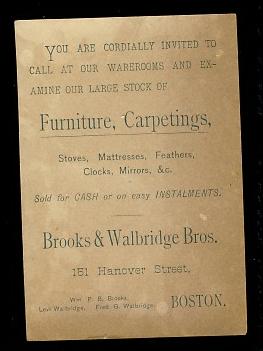 YOU ARE CORDIALLY INVITED TO
CALL AT OUR WAREROOMS AND EX-
AMINE OUR LARGE STOCK OF
Furniture, Carpetings,
Stoves, Mattresses, Feathers,
Clocks, Mirrors, &c.
Sold for CASH or on easy INSTALMENTS.
Brooks & Walbridge Bros.
151 Hanover Street,
Wm P. B. Brooks,
Levi Walbridge, Fred G. Walbridge. BOSTON.